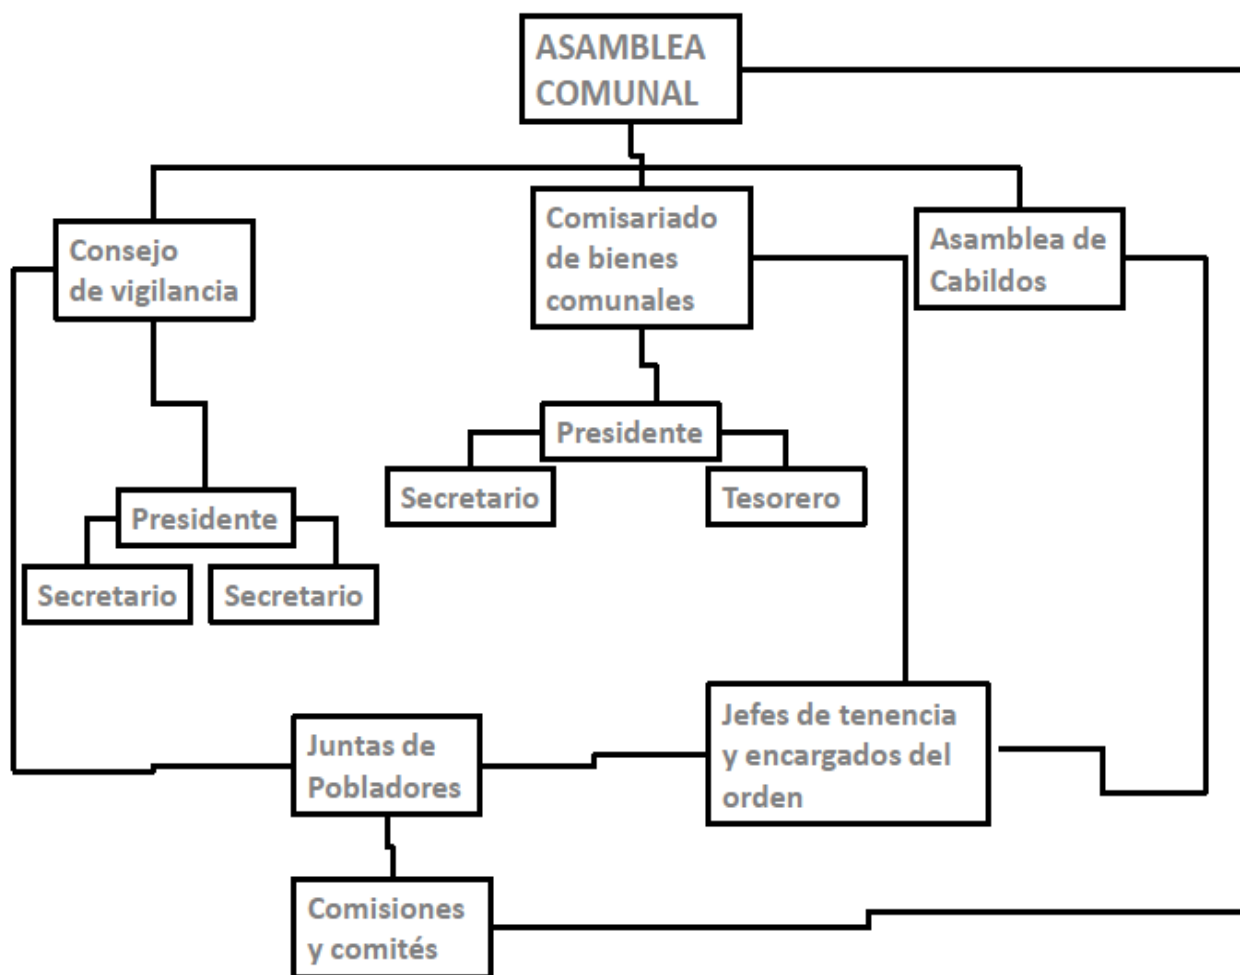 ASAMBLEA
COMUNAL
Consejo
de vigilancia
Comisariado
de bienes
comunales
Asamblea de
Cabildos
Presidente
Secretario
Tesorero
Presidente
Secretario
Secretario
Juntas de
Pobladores
Jefes de tenencia
y encargados del
orden
Comisiones
y comités